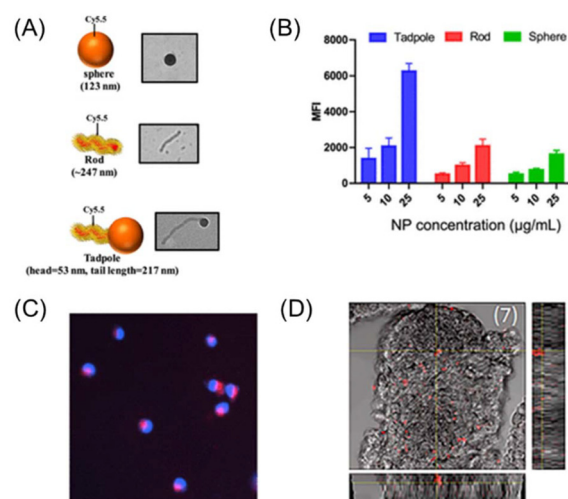 (A)
Cy5.5
sphere
(123 nm)
Cy5.5
Rod
(~247 nm)
Cy5.5
Tadpole
(head=53 nm, tail length=217 nm)
(B)
Tadpole Rod Sphere
8000
6000
4000
2000
0
MFI
5 10 25 5 10 25 5 10 25
NP concentration (µg/mL)
(C)
(D)
(7)